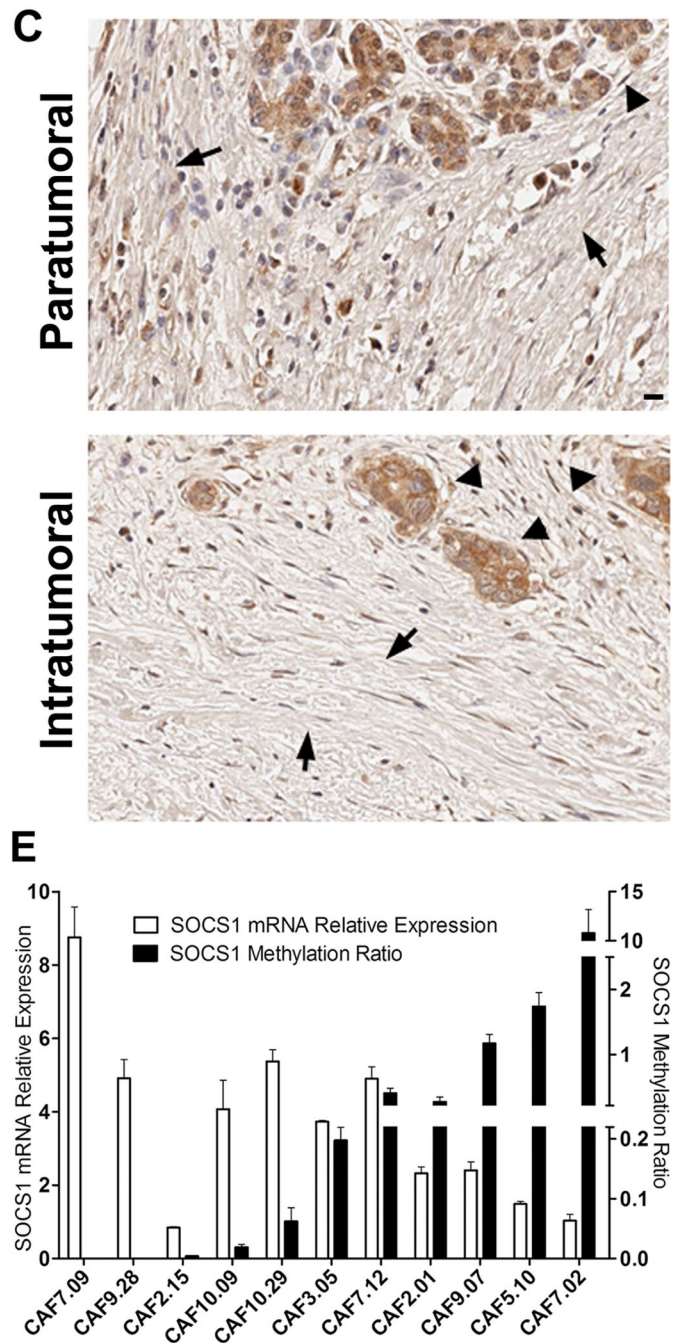 C
Paratumoral
Intratumoral
E
SOCS1 mRNA Relative Expression
SOCS1 Methylation Ratio
10
8
6
4
2
0
SOCS1 mRNA Relative Expression
15
10
2
1
0.2
0.1
0.0
SOCS1 Methylation Ratio
CAF7.09
CAF9.28
CAF2.15
CAF10.09
CAF10.29
CAF3.05
CAF7.12
CAF2.01
CAF9.07
CAF5.10
CAF7.02